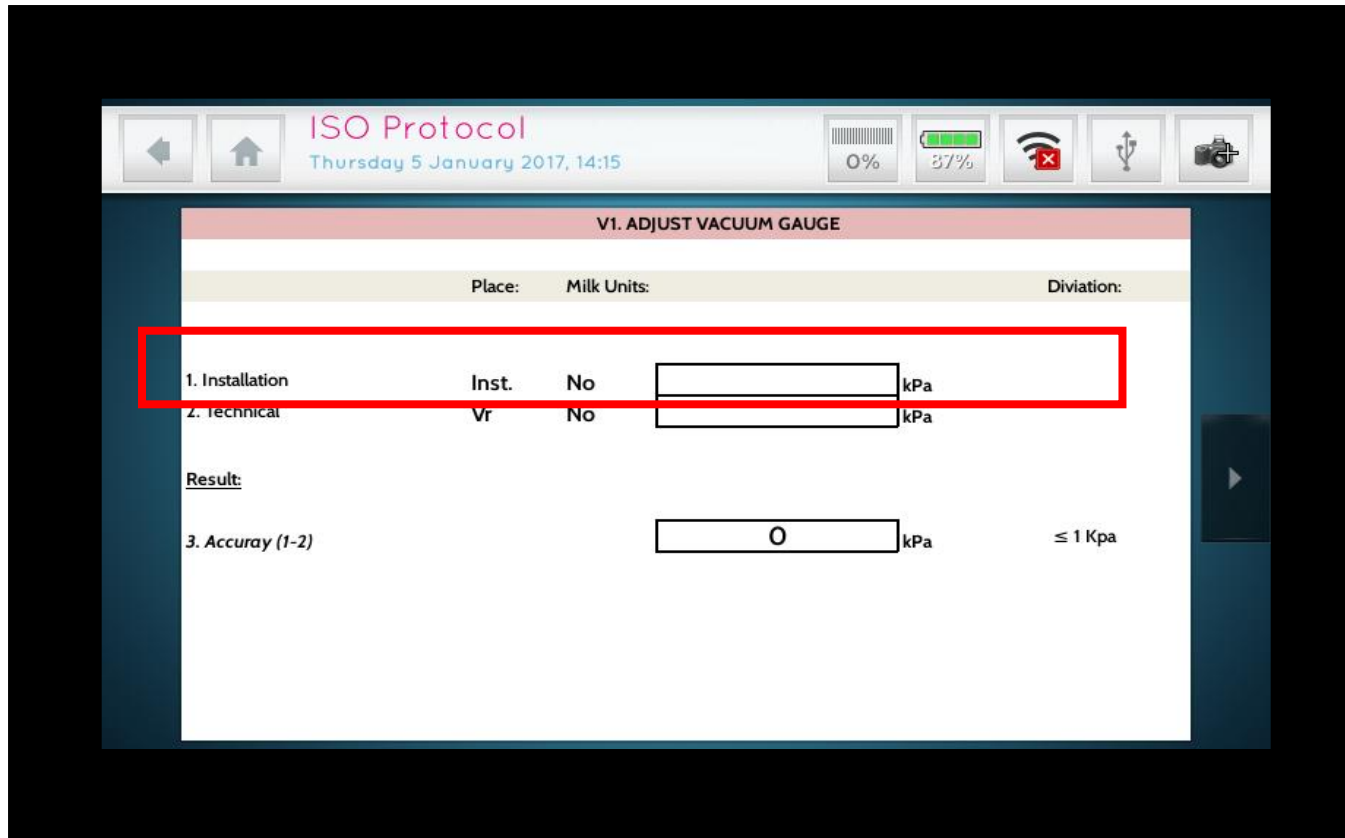 ISO Protocol
Thursday 5 January 2017, 14:15
0%
87%
V1. ADJUST VACUUM GAUGE
Place: Milk Units: Diviation:
1. Installation Inst. No kPa
2. Technical Vr No kPa
Result:
3. Accuray (1-2) 0 kPa ≤ 1 Kpa